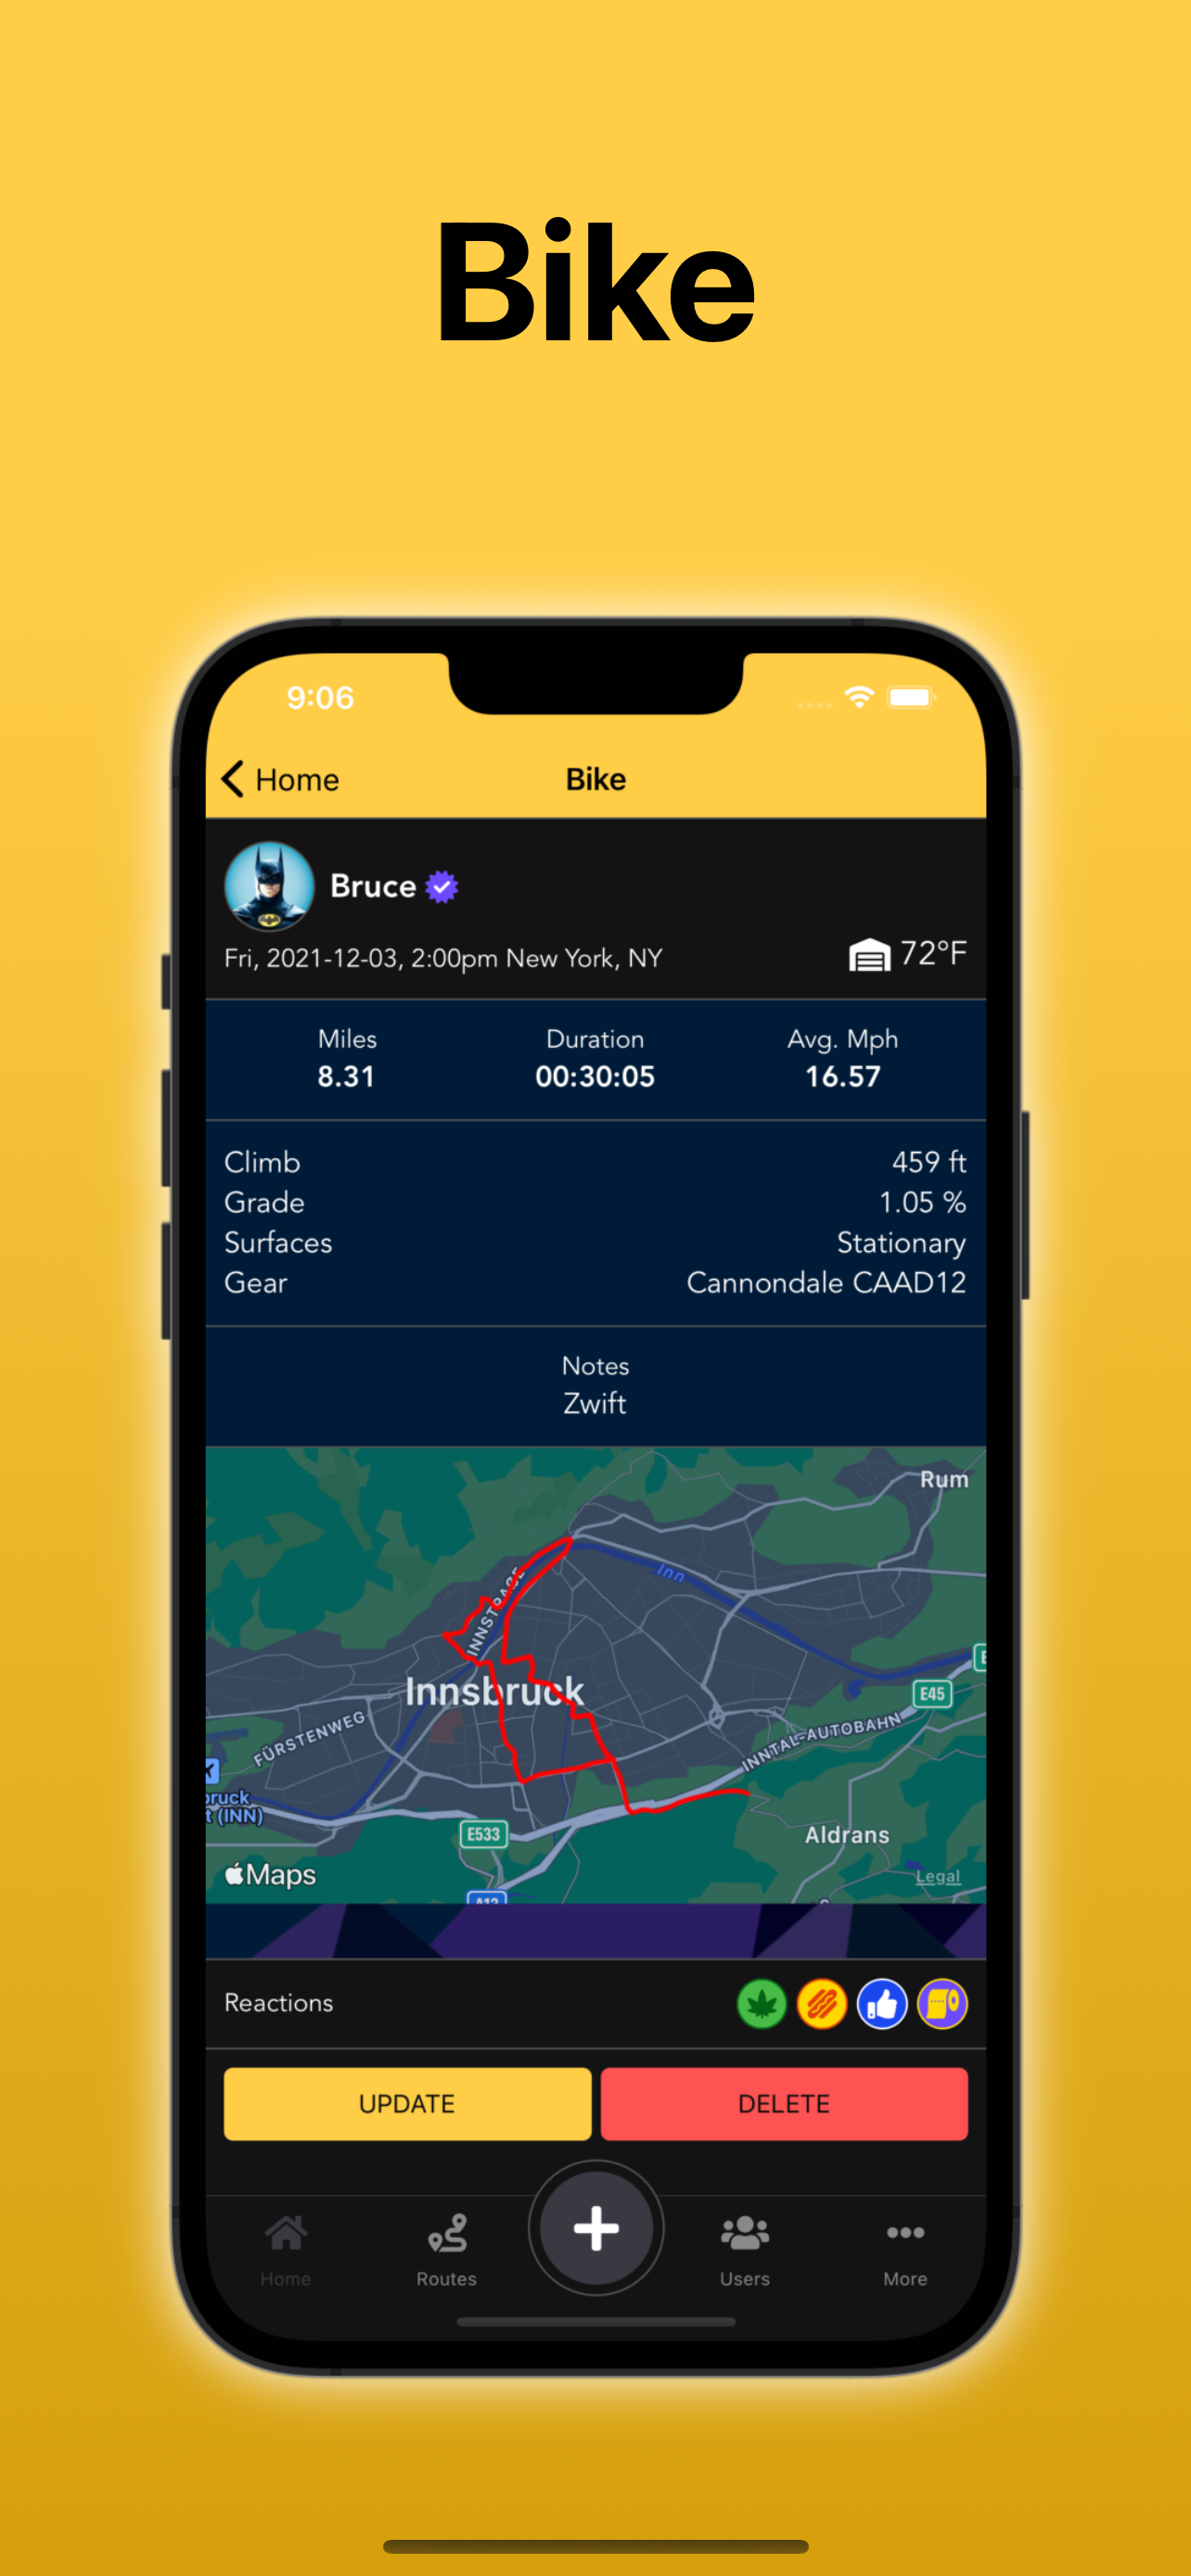 Bike
9:06
Home
Bike
Bruce
Fri, 2021-12-03, 2:00pm New York, NY
72°F
Miles
Duration
Avg. Mph
8.31
00:30:05
16.57
Climb
459 ft
Grade
1.05 %
Surfaces
Stationary
Gear
Cannondale CAAD12
Notes
Zwift
Rum
INNSTRAßE
Inn
Innsbruck
E45
FÜRSTENWEG
INNTAL-AUTOBAHN
bruck
t (INN)
E533
Aldrans
Maps
Legal
A12
Reactions
UPDATE
DELETE
Home
Routes
Users
More